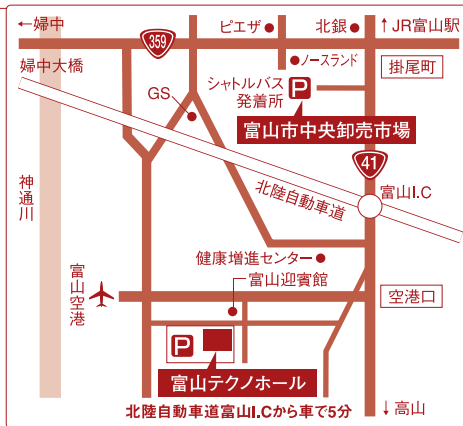 ←婦中
359
ピエザ
北銀
↑JR富山駅
婦中大橋
ノースランド
掛尾町
シャトルバス
発着所
P
GS
富山市中央卸売市場
41
北陸自動車道
富山I.C
神通川
健康増進センター
富山迎賓館
富山空港
空港口
P
富山テクノホール
北陸自動車道富山I.Cから車で5分
↓高山